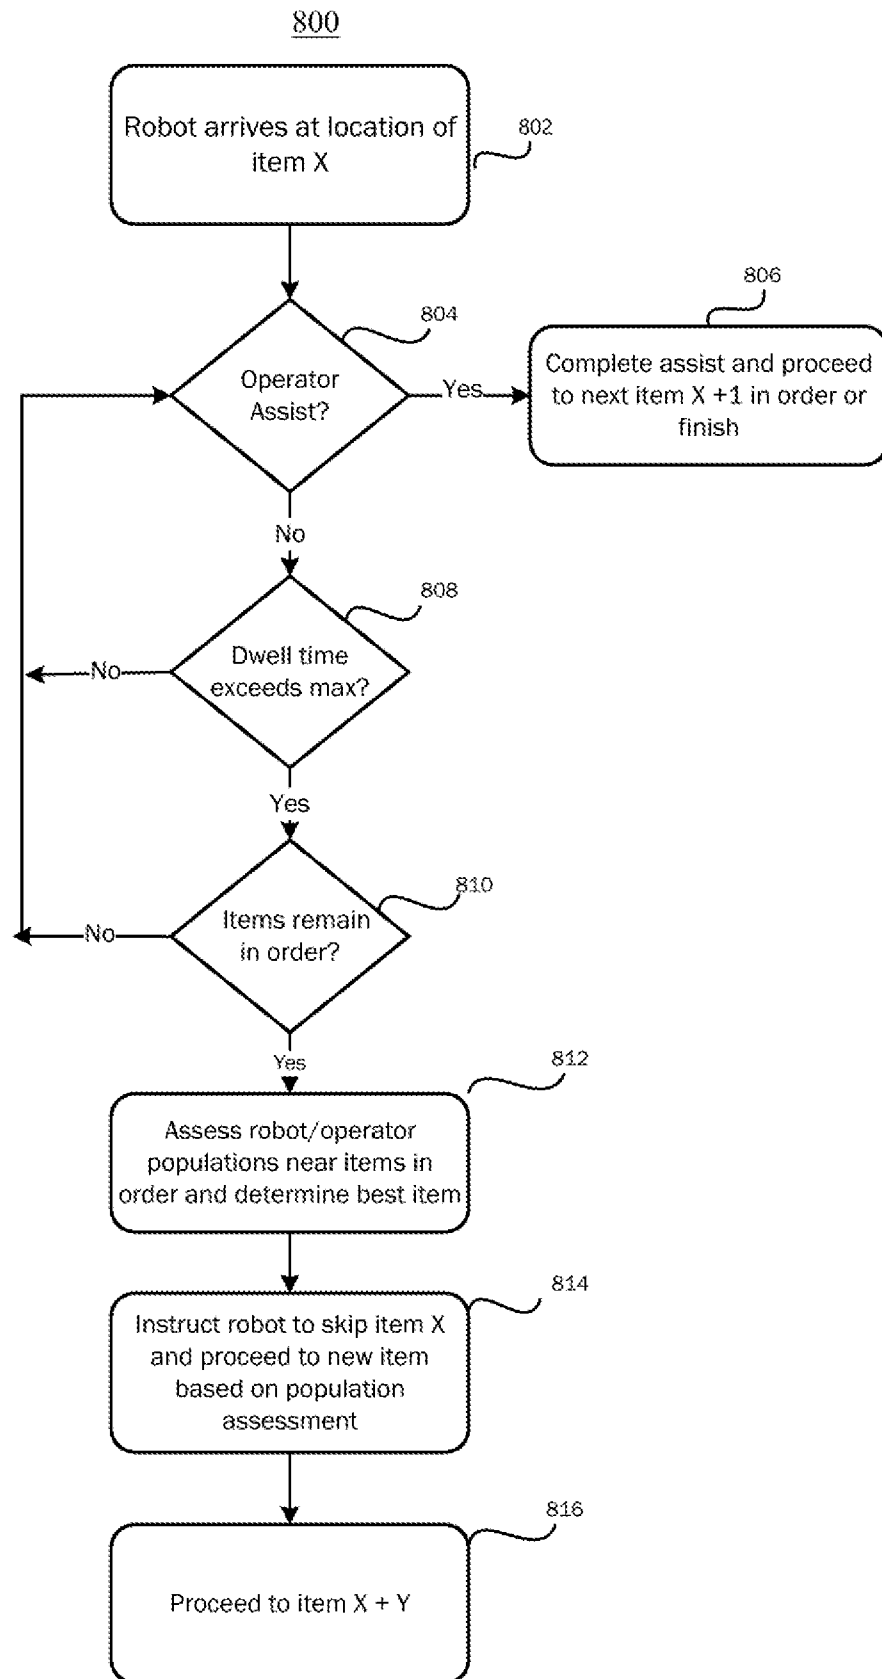 800
Robot arrives at location of
item X
802
804
Operator
Assist?
Yes
806
Complete assist and proceed
to next item X +1 in order or
finish
No
808
Dwell time
exceeds max?
No
Yes
810
Items remain
in order?
No
Yes
812
Assess robot/operator
populations near items in
order and determine best item
814
Instruct robot to skip item X
and proceed to new item
based on population
assessment
816
Proceed to item X + Y